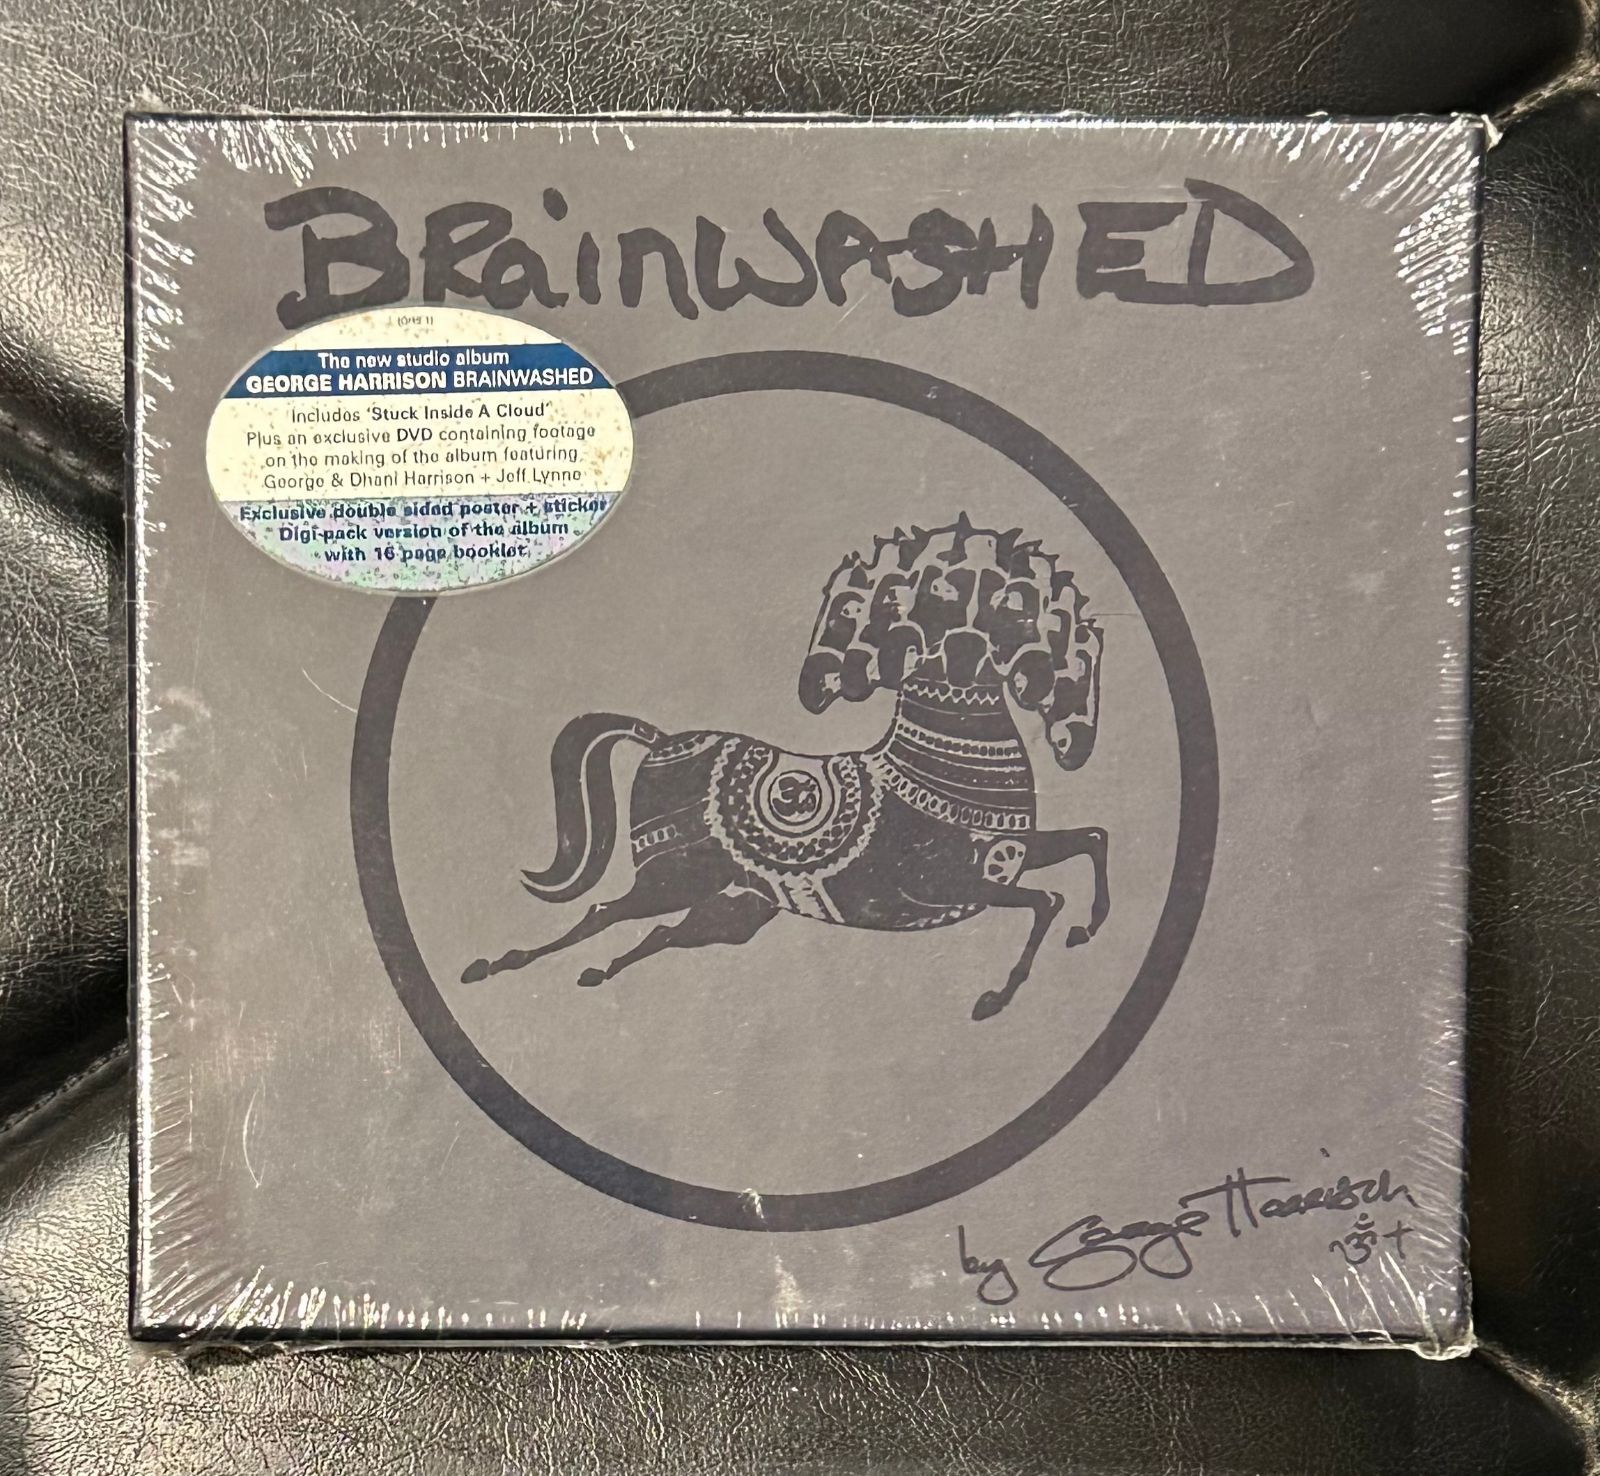 BRainWASHED
The new studio album
GEORGE HARRISON BRAINWASHED
Includes 'Stuck Inside A Cloud'
Plus an exclusive DVD containing footage
on the making of the album featuring
George & Dhani Harrison + Jeff Lynne
Exclusive double sided poster + sticker
Digi-pack version of the album
with 16 page booklet
ॐ
by George Harrison
ॐ +